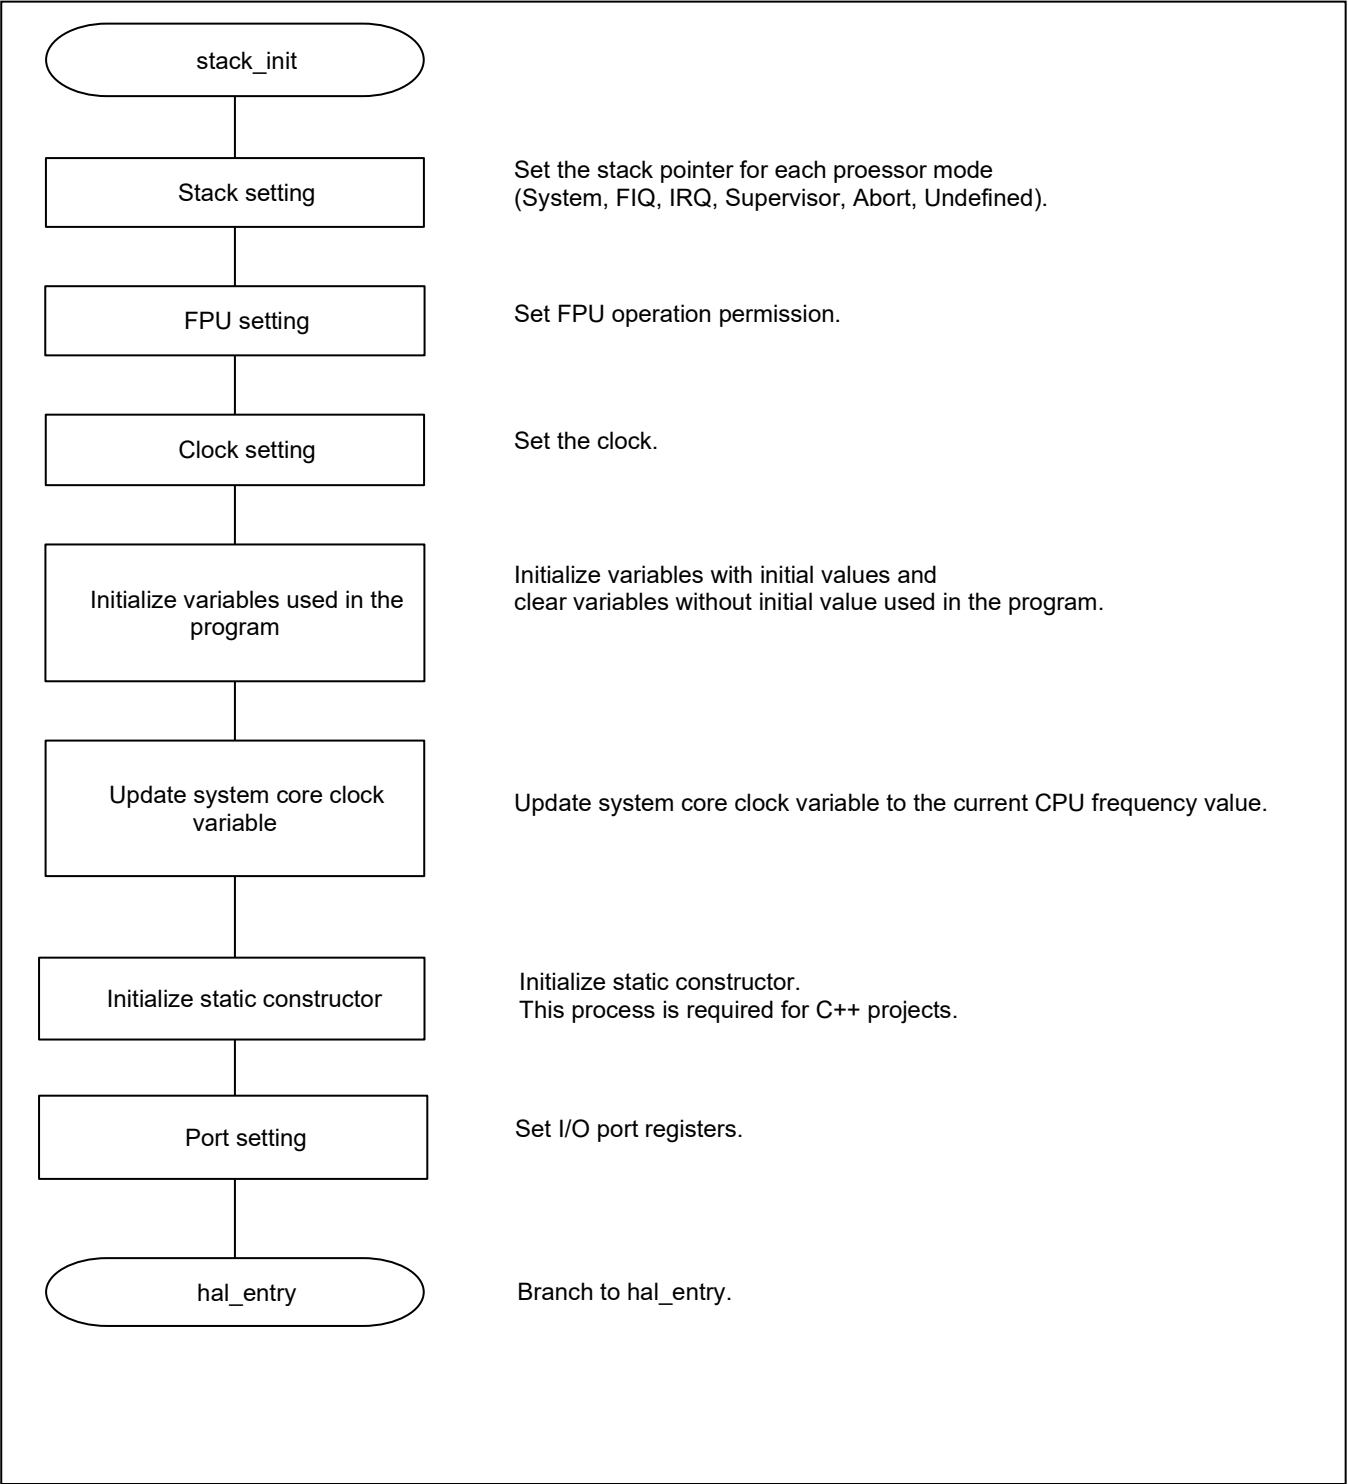 stack_init
Stack setting
Set the stack pointer for each proessor mode
(System, FIQ, IRQ, Supervisor, Abort, Undefined).
FPU setting
Set FPU operation permission.
Clock setting
Set the clock.
Initialize variables used in the
program
Initialize variables with initial values and
clear variables without initial value used in the program.
Update system core clock
variable
Update system core clock variable to the current CPU frequency value.
Initialize static constructor
Initialize static constructor.
This process is required for C++ projects.
Port setting
Set I/O port registers.
hal_entry
Branch to hal_entry.